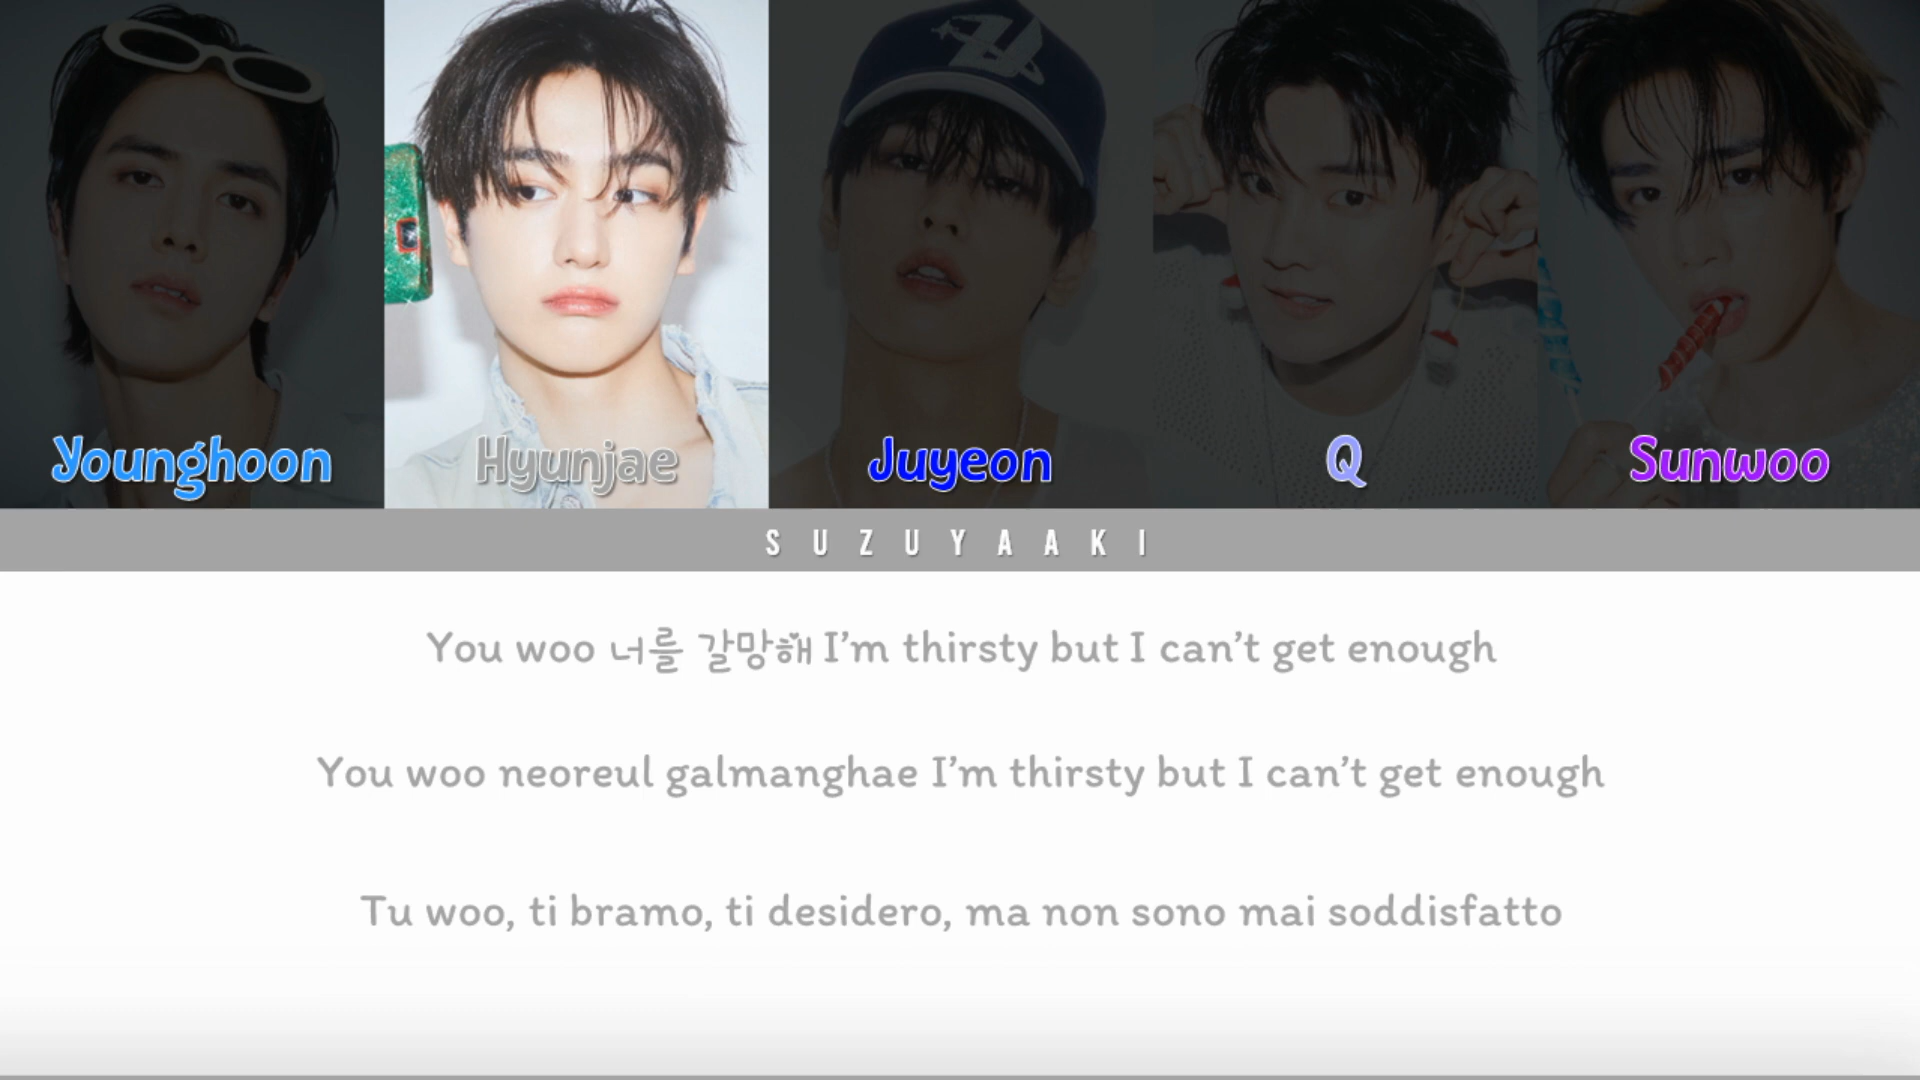 Younghoon Hyunjae Juyeon Q Sunwoo
SUZUYAAKI
You woo 너를 갈망해 I’m thirsty but I can’t get enough
You woo neoreul galmanghae I’m thirsty but I can’t get enough
Tu woo, ti bramo, ti desidero, ma non sono mai soddisfatto